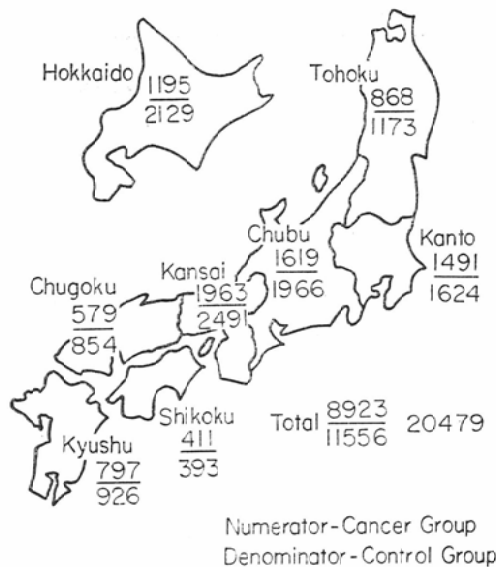 Hokkaido
1195
2129
Tohoku
868
1173
Chubu
1619
1966
Kanto
1491
1624
Kansai
1963
2491
Chugoku
579
854
Shikoku
411
393
Kyushu
797
926
Total 8923 20479
11556
Numerator-Cancer Group
Denominator-Control Group